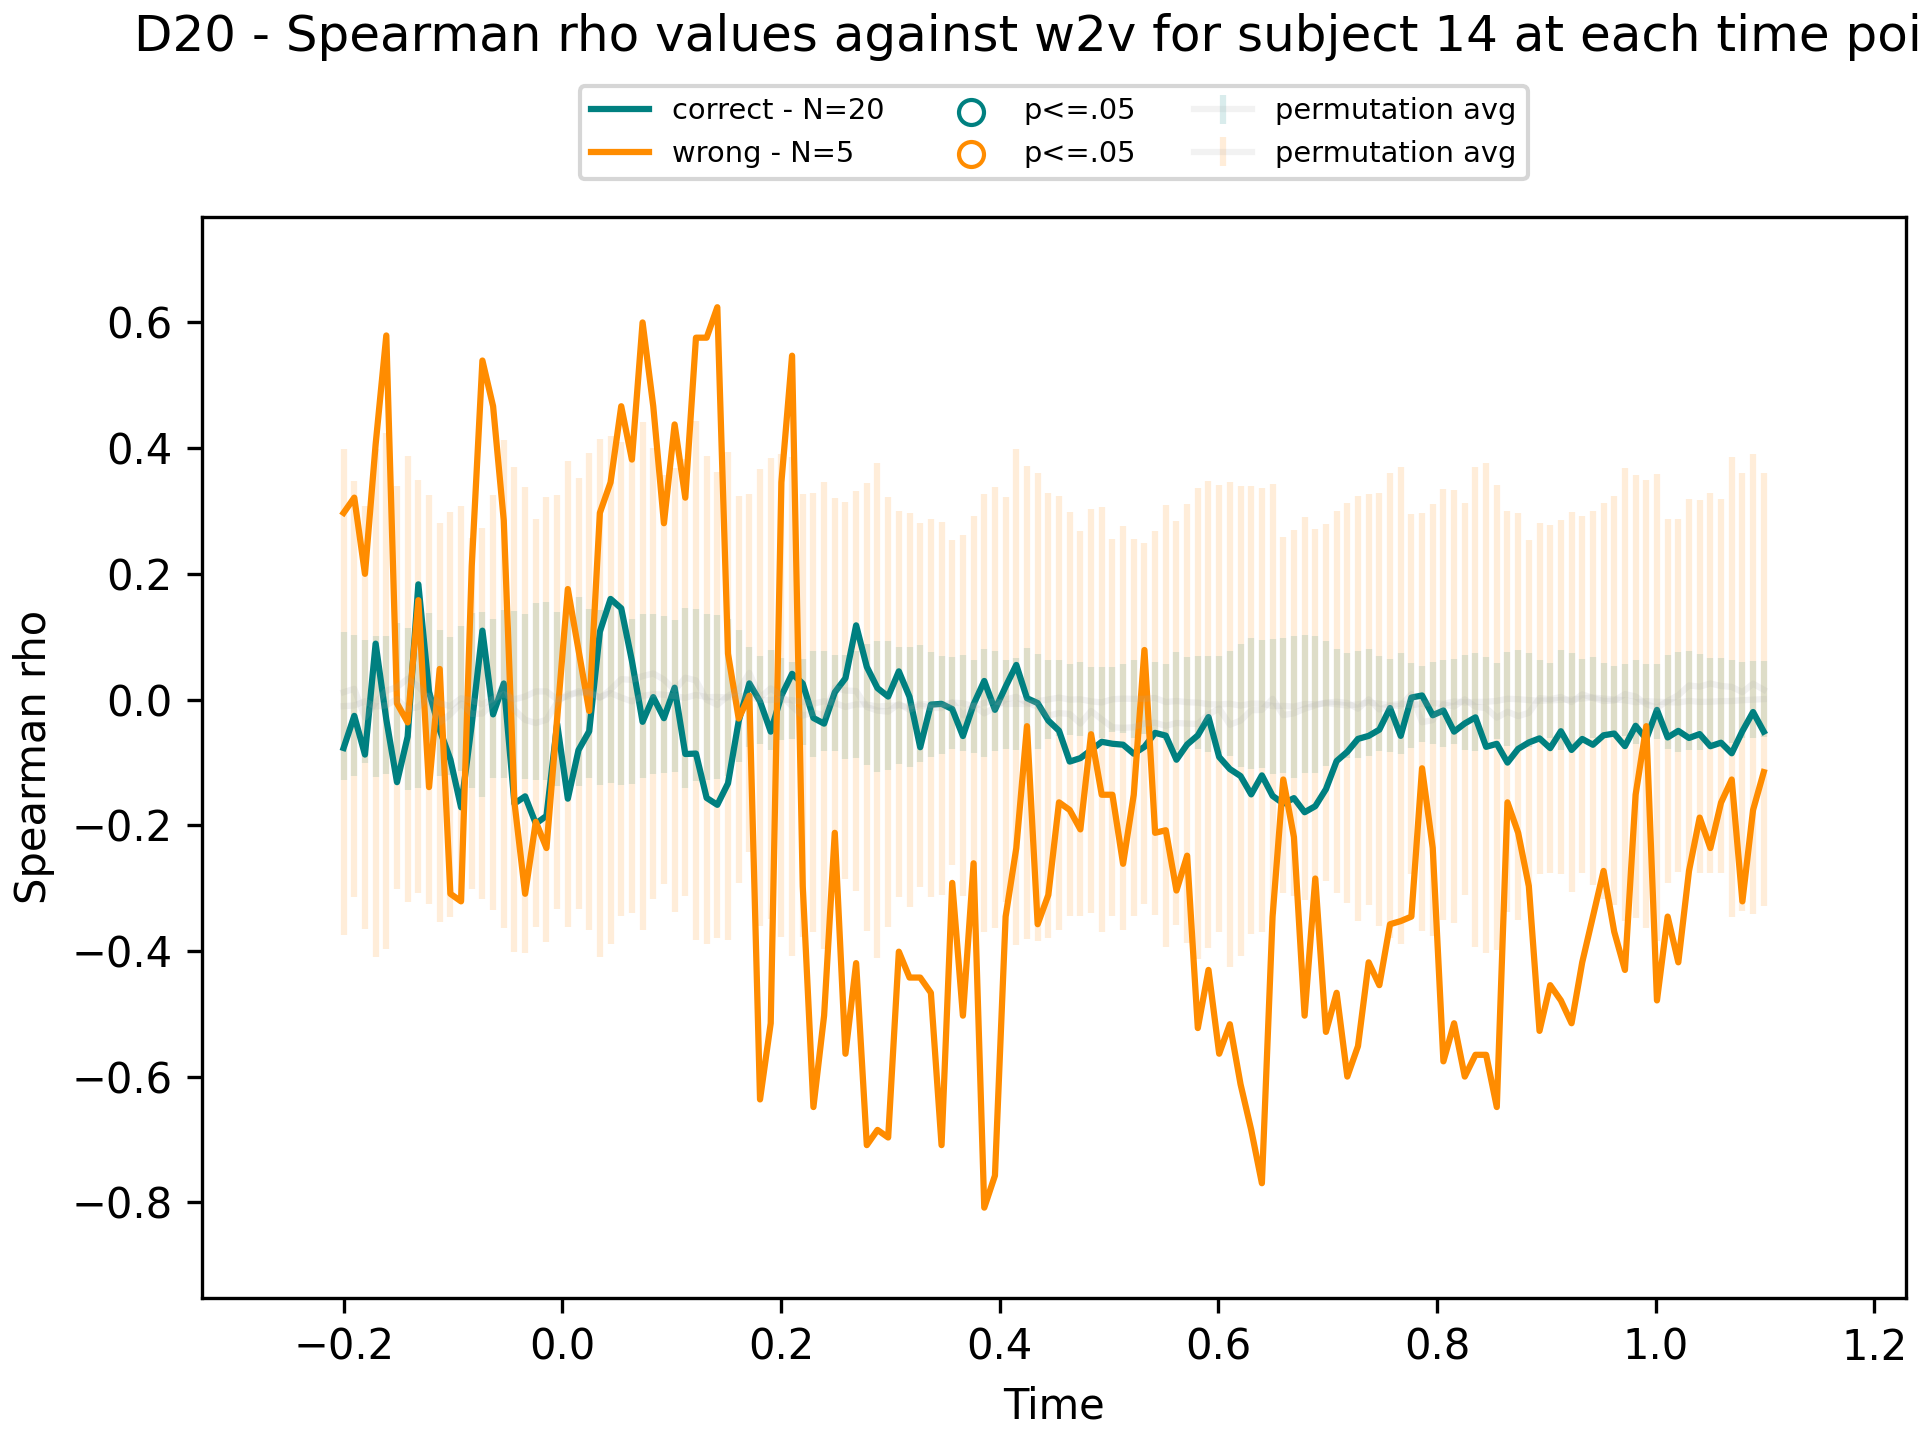 D20 - Spearman rho values against w2v for subject 14 at each time poi
correct - N=20
p<=.05
permutation avg
wrong - N=5
p<=.05
permutation avg
0.6
0.4
0.2
0.0
−0.2
−0.4
−0.6
−0.8
Spearman rho
−0.2
0.0
0.2
0.4
0.6
0.8
1.0
1.2
Time